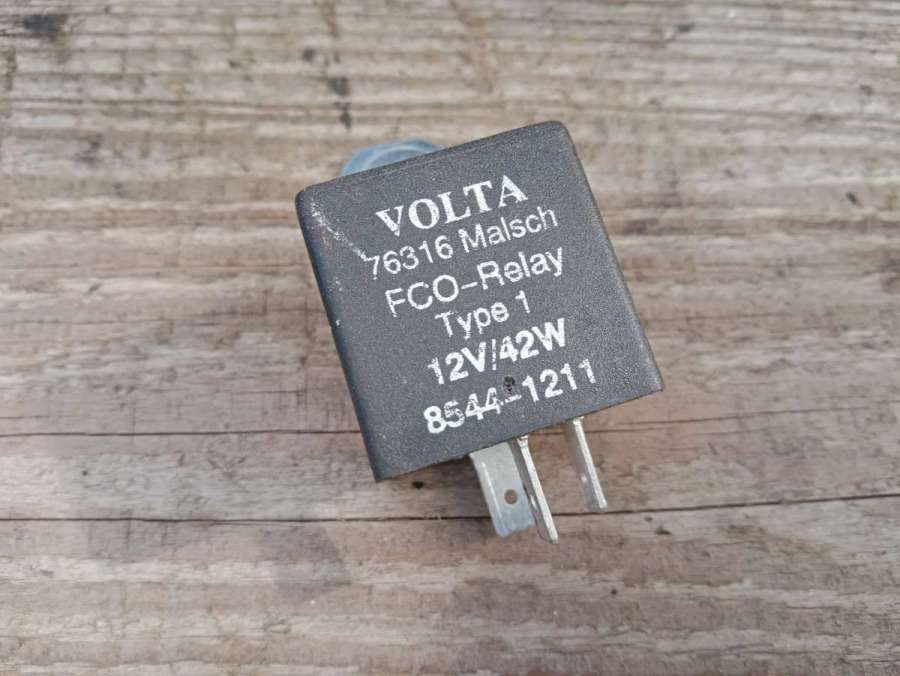 VOLTA
76316 Malsch
FCO-Relay
Type 1
12V/42W
8544-1211